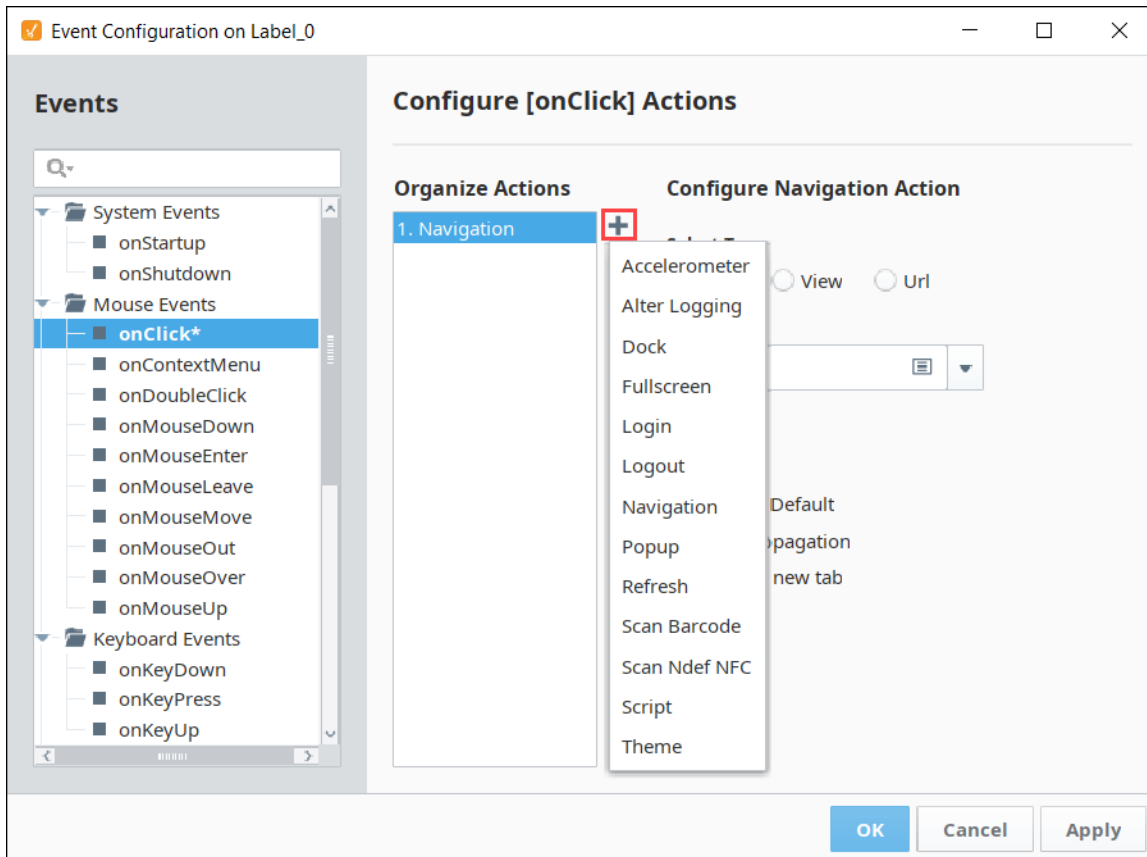 Event Configuration on Label_0
Events
System Events
onStartup
onShutdown
Mouse Events
onClick*
onContextMenu
onDoubleClick
onMouseDown
onMouseEnter
onMouseLeave
onMouseMove
onMouseOut
onMouseOver
onMouseUp
Keyboard Events
onKeyDown
onKeyPress
onKeyUp
Configure [onClick] Actions
Organize Actions
1. Navigation
Accelerometer
Alter Logging
Dock
Fullscreen
Login
Logout
Navigation
Popup
Refresh
Scan Barcode
Scan Ndef NFC
Script
Theme
Configure Navigation Action
View Url
Default
new tab
OK Cancel Apply